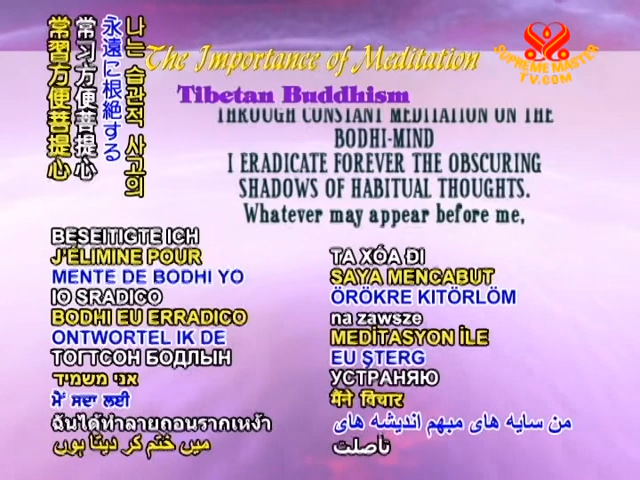 常習方便菩提心
常习方便菩提心
永遠に根絶する
나는 습관적 사고의
The Importance of Meditation
SUPREME MASTER
TV.COM
Tibetan Buddhism
THROUGH CONSTANT MEDITATION ON THE
BODHI-MIND
I ERADICATE FOREVER THE OBSCURING
SHADOWS OF HABITUAL THOUGHTS.
Whatever may appear before me,
BESEITIGTE ICH
J'ÉLIMINE POUR
MENTE DE BODHI YO
IO SRADICO
BODHI EU ERRADICO
ONTWORTEL IK DE
ТОГТСОН БОДЛЫН
אני משמיד
ਮੈਂ ਸਦਾ ਲਈ
ฉันได้ทำลายถอนรากเหง้า
میں ختم کر دیتا ہوں
TA XÓA ĐI
SAYA MENCABUT
ÖRÖKRE KITÖRLÖM
na zawsze
MEDİTASYON İLE
EU ŞTERG
УСТРАНЯЮ
मैंने विचार
من سایه های مبهم اندیشه های
تأصلت